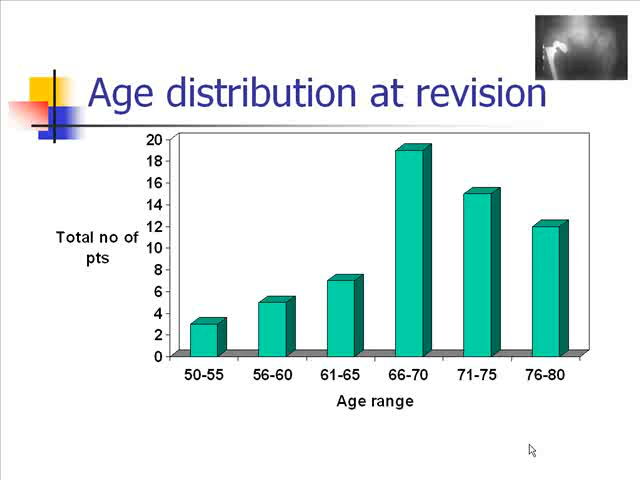 Age distribution at revision
20
18
16
14
12
10
8
6
4
2
0
Total no of
pts
50-55 56-60 61-65 66-70 71-75 76-80
Age range